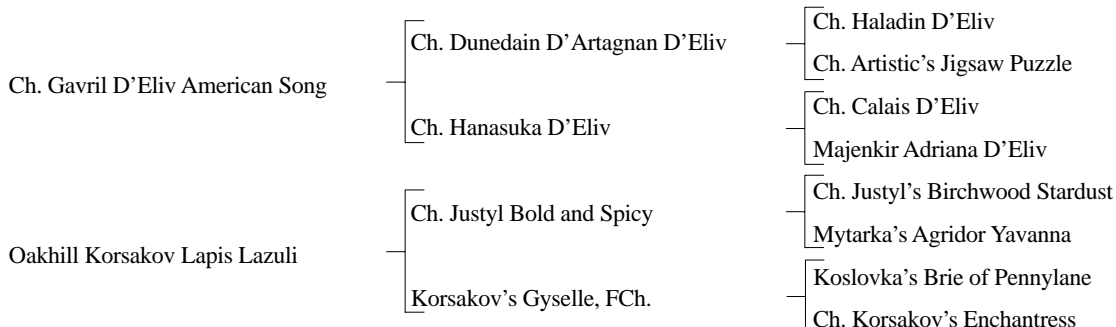 Ch. Haladin D’Eliv
Ch. Dunedain D’Artagnan D’Eliv
Ch. Artistic’s Jigsaw Puzzle
Ch. Gavril D’Eliv American Song
Ch. Calais D’Eliv
Ch. Hanasuka D’Eliv
Majenkir Adriana D’Eliv
Ch. Justyl’s Birchwood Stardust
Ch. Justyl Bold and Spicy
Mytarka’s Agridor Yavanna
Oakhill Korsakov Lapis Lazuli
Koslovka’s Brie of Pennylane
Korsakov’s Gyselle, FCh.
Ch. Korsakov’s Enchantress